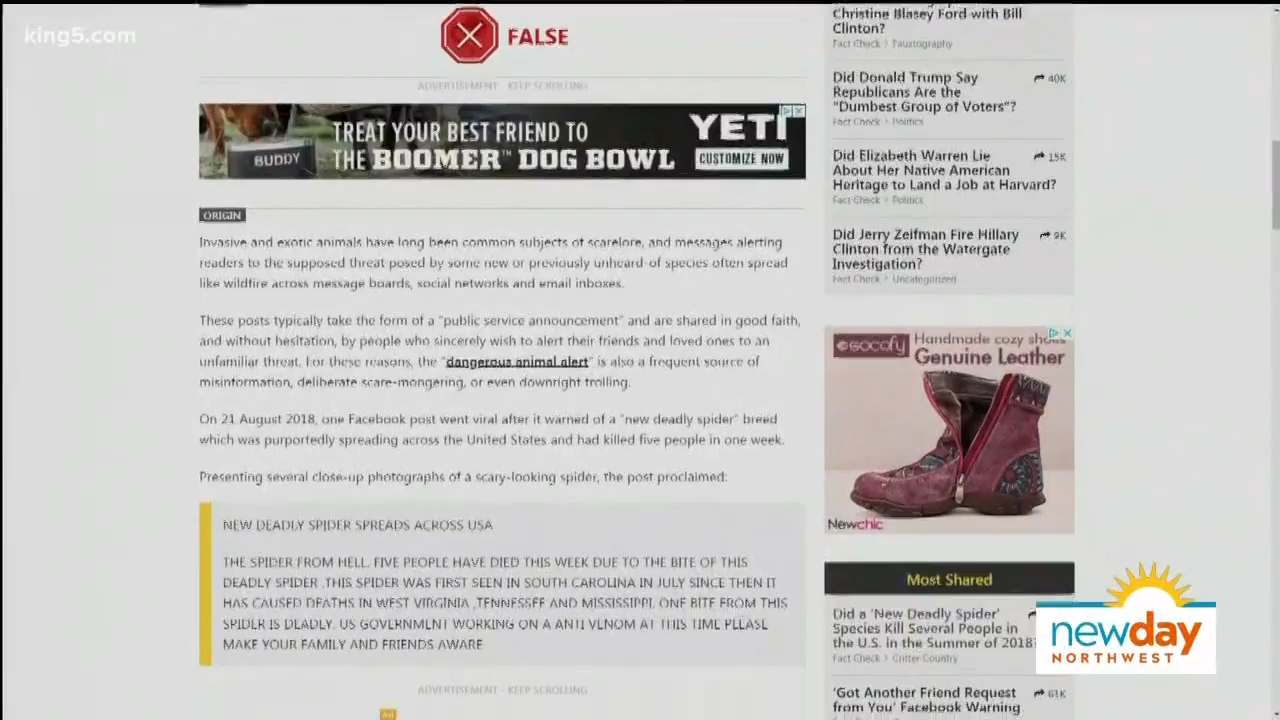 king5.com
FALSE
ADVERTISEMENT - KEEP SCROLLING
BUDDY
TREAT YOUR BEST FRIEND TO
THE BOOMER™ DOG BOWL
YETI
CUSTOMIZE NOW
ORIGIN
Invasive and exotic animals have long been common subjects of scarelore, and messages alerting
readers to the supposed threat posed by some new or previously unheard-of species often spread
like wildfire across message boards, social networks and email inboxes.
These posts typically take the form of a "public service announcement" and are shared in good faith,
and without hesitation, by people who sincerely wish to alert their friends and loved ones to an
unfamiliar threat. For these reasons, the "dangerous animal alert" is also a frequent source of
misinformation, deliberate scare-mongering, or even downright trolling.
On 21 August 2018, one Facebook post went viral after it warned of a "new deadly spider" breed
which was purportedly spreading across the United States and had killed five people in one week.
Presenting several close-up photographs of a scary-looking spider, the post proclaimed:
NEW DEADLY SPIDER SPREADS ACROSS USA
THE SPIDER FROM HELL. FIVE PEOPLE HAVE DIED THIS WEEK DUE TO THE BITE OF THIS
DEADLY SPIDER .THIS SPIDER WAS FIRST SEEN IN SOUTH CAROLINA IN JULY SINCE THEN IT
HAS CAUSED DEATHS IN WEST VIRGINIA ,TENNESSEE AND MISSISSIPPI. ONE BITE FROM THIS
SPIDER IS DEADLY. US GOVERNMENT WORKING ON A ANTI VENOM AT THIS TIME PLEASE
MAKE YOUR FAMILY AND FRIENDS AWARE
ADVERTISEMENT - KEEP SCROLLING
Ad
Christine Blasey Ford with Bill
Clinton?
Fact Check > Fauxtography
Did Donald Trump Say
Republicans Are the
"Dumbest Group of Voters"?
40K
Fact Check > Politics
Did Elizabeth Warren Lie
About Her Native American
Heritage to Land a Job at Harvard?
15K
Fact Check > Politics
Did Jerry Zeifman Fire Hillary
Clinton from the Watergate
Investigation?
9K
Fact Check > Uncategorized
socofy
Handmade cozy shoes
Genuine Leather
Newchic
Most Shared
Did a 'New Deadly Spider'
Species Kill Several People in
the U.S. in the Summer of 2018?
Fact Check > Critter Country
'Got Another Friend Request
from You' Facebook Warning
61K
newday
NORTHWEST